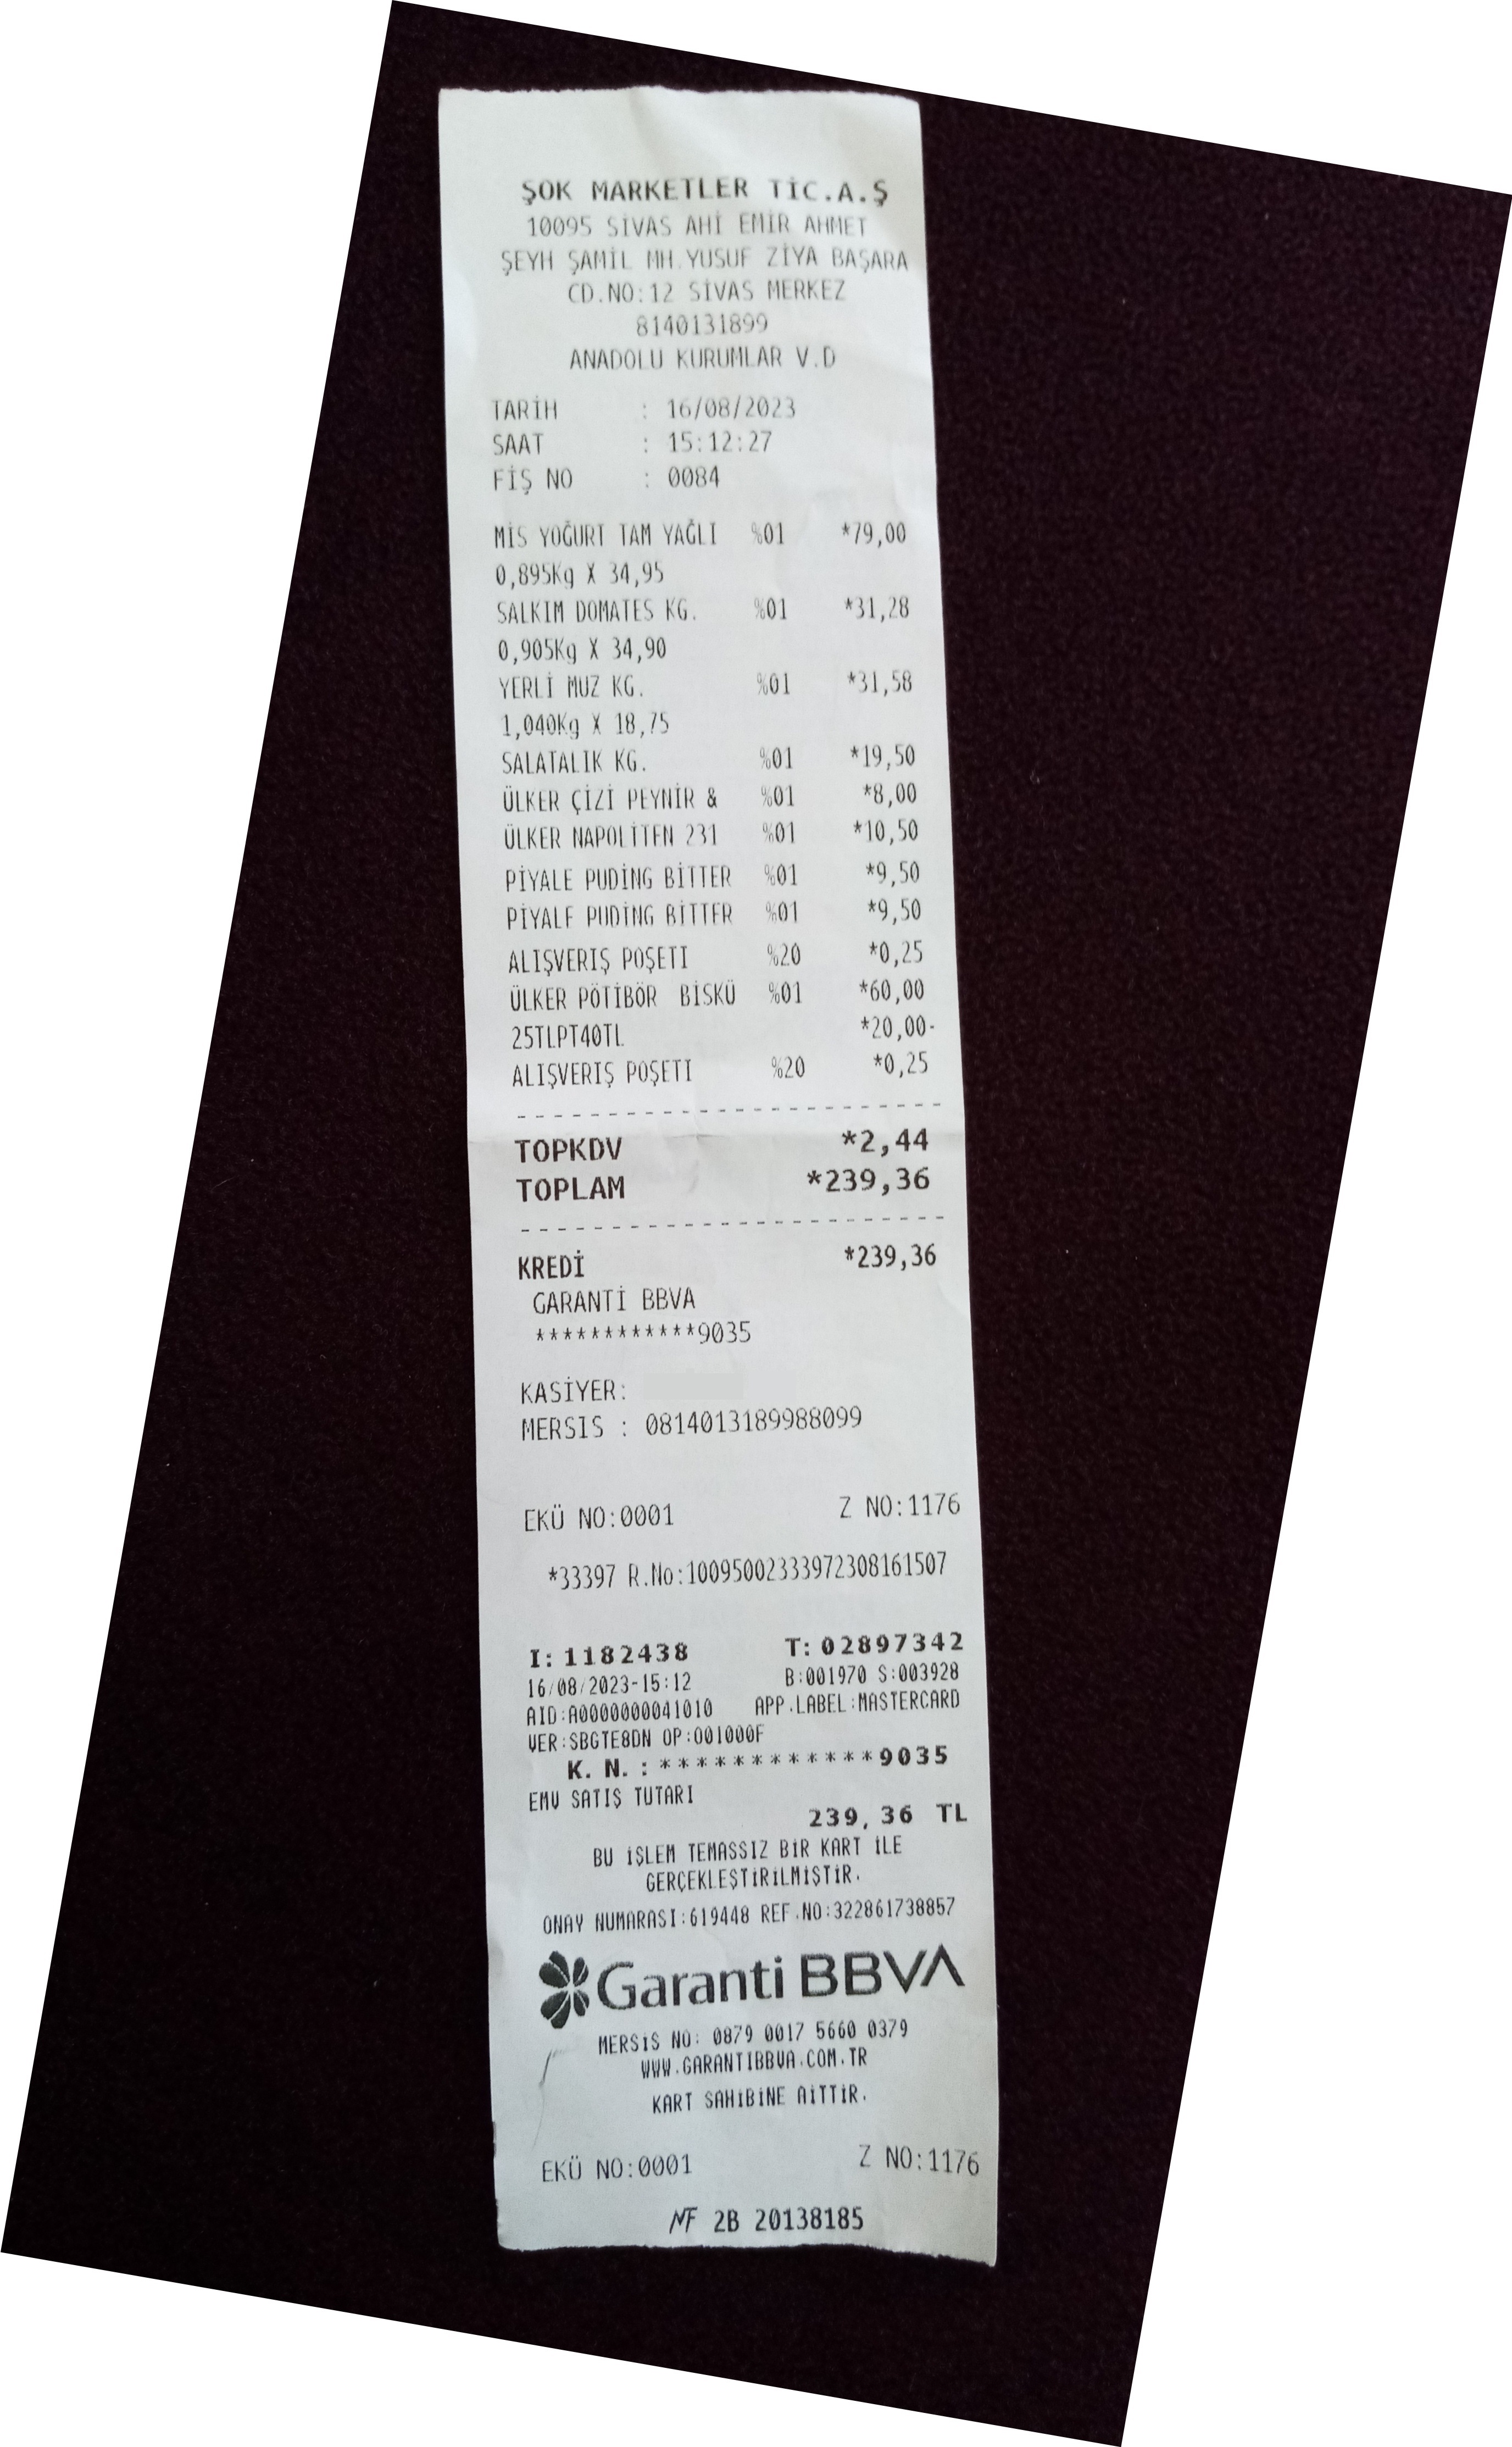 ŞOK MARKETLER TİC.A.Ş
10095 SİVAS AHİ EMİR AHMET
ŞEYH ŞAMİL MH.YUSUF ZİYA BAŞARA
CD.NO:12 SİVAS MERKEZ
8140131899
ANADOLU KURUMLAR V.D
TARİH : 16/08/2023
SAAT : 15:12:27
FİŞ NO : 0084
MİS YOĞURT TAM YAĞLI %01 *79,00
0,895Kg X 34,95
SALKIM DOMATES KG. %01 *31,28
0,905Kg X 34,90
YERLİ MUZ KG. %01 *31,58
1,040Kg X 18,75
SALATALIK KG. %01 *19,50
ÜLKER ÇİZİ PEYNİR & %01 *8,00
ÜLKER NAPOLİTEN 231 %01 *10,50
PİYALE PUDİNG BİTTER %01 *9,50
PİYALE PUDİNG BİTTER %01 *9,50
ALIŞVERIŞ POŞETI %20 *0,25
ÜLKER PÖTİBÖR BİSKÜ %01 *60,00
25TLPT40TL *20,00-
ALIŞVERIŞ POŞETI %20 *0,25
TOPKDV *2,44
TOPLAM *239,36
KREDİ *239,36
GARANTİ BBVA
************9035
KASİYER:
MERSIS : 0814013189988099
EKÜ NO:0001 Z NO:1176
*33397 R.No:10095002333972308161507
I: 1182438 T: 02897342
16/08/2023-15:12 B:001970 S:003928
AID:A0000000041010 APP.LABEL:MASTERCARD
VER:SBGTE8DN OP:001000F
K. N. : ************9035
EMV SATIŞ TUTARI
239, 36 TL
BU İŞLEM TEMASSIZ BİR KART İLE
GERÇEKLEŞTİRİLMİŞTİR.
ONAY NUMARASI:619448 REF.NO:322861738857
Garanti BBVA
MERSİS NO: 0879 0017 5660 0379
WWW.GARANTIBBVA.COM.TR
KART SAHİBİNE AİTTİR.
EKÜ NO:0001 Z NO:1176
MF 2B 20138185